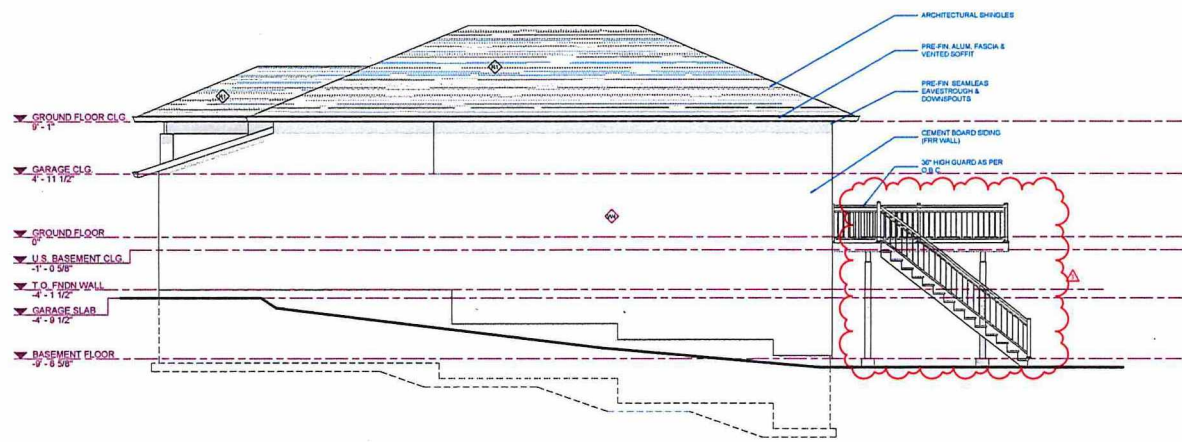 ARCHITECTURAL SHINGLES
PRE-FIN. ALUM. FASCIA &
VENTED SOFFIT
PRE-FIN. SEAMLEAS
EAVESTROUGH &
DOWNSPOUTS
CEMENT BOARD SIDING
(FRR WALL)
36" HIGH GUARD AS PER
O.B.C.
GROUND FLOOR CLG.
9' - 1"
GARAGE CLG.
4' - 11 1/2"
GROUND FLOOR
0"
U.S. BASEMENT CLG.
-1' - 0 5/8"
T.O. FNDN WALL
-4' - 1 1/2"
GARAGE SLAB
-4' - 9 1/2"
BASEMENT FLOOR
-9' - 6 5/8"